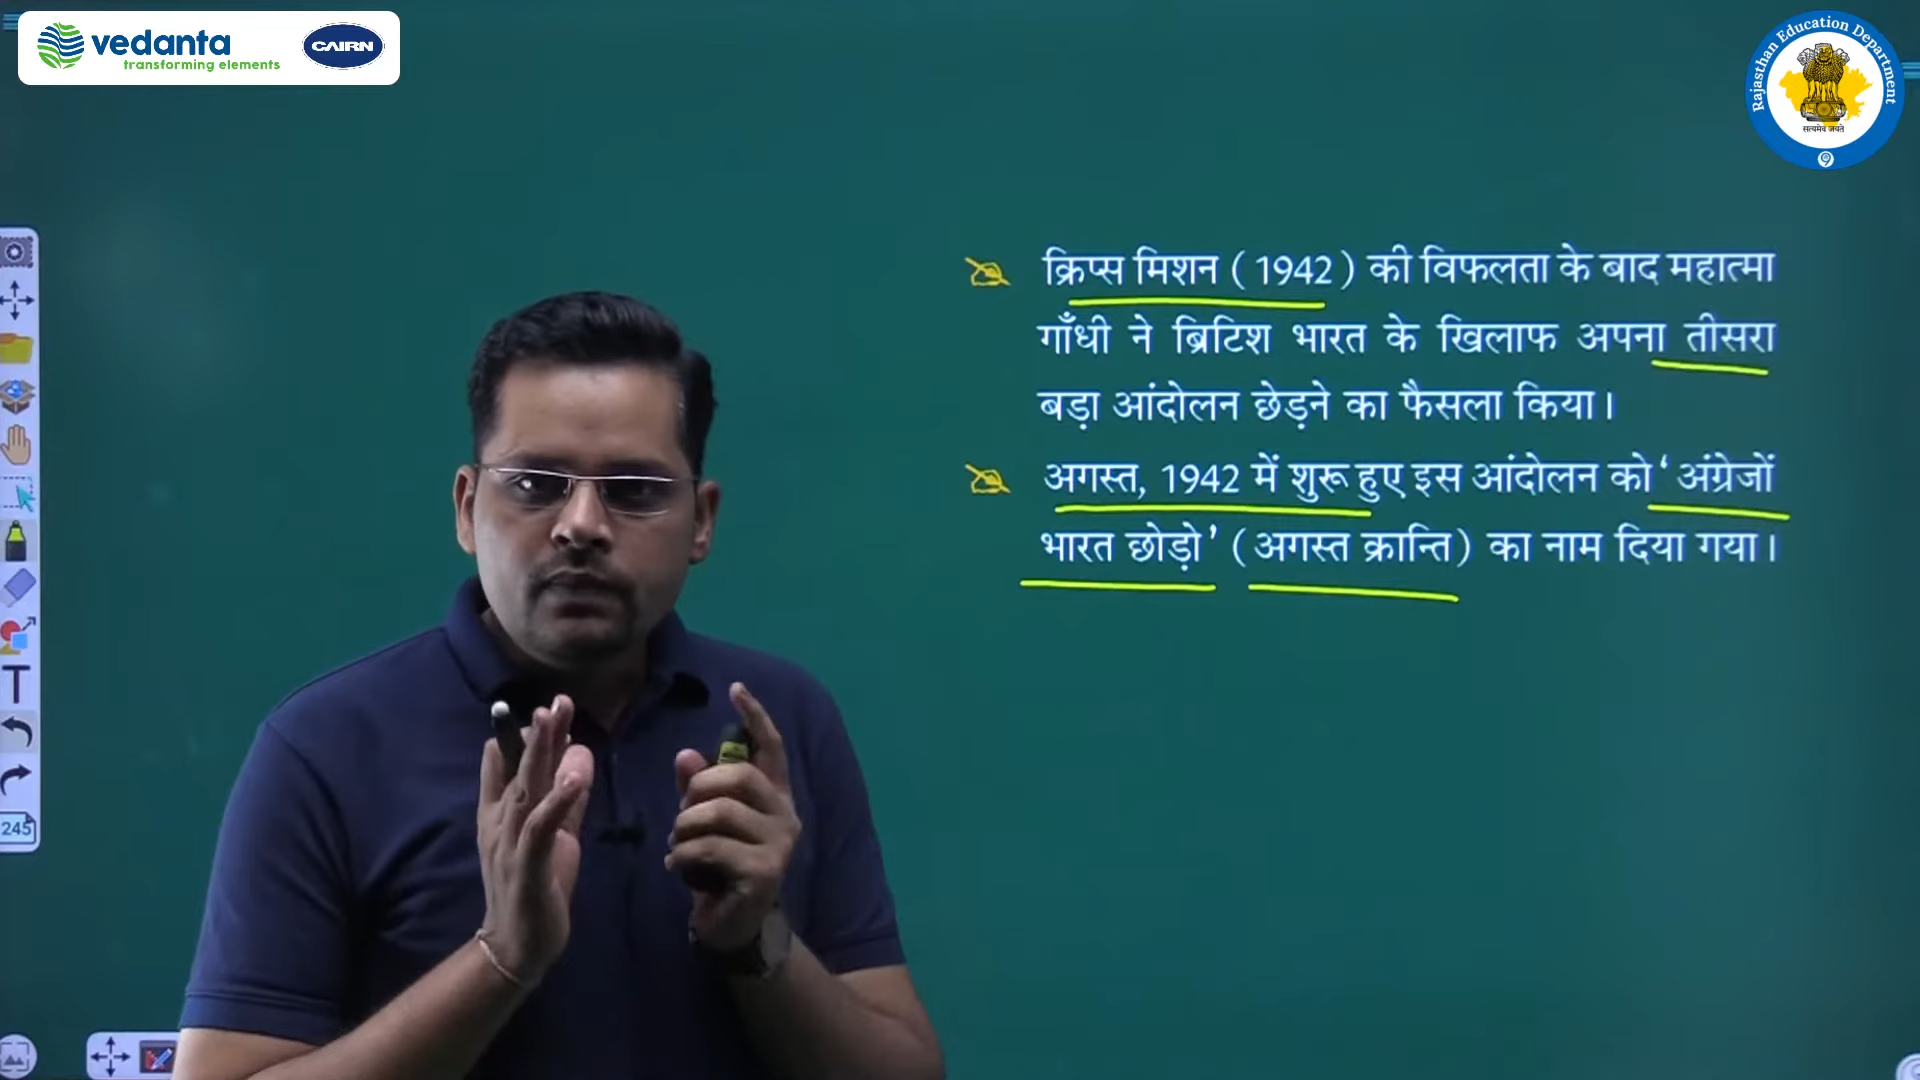 vedanta
transforming elements
CAIRN
Rajasthan Education Department
सत्यमेव जयते
क्रिप्स मिशन ( 1942 ) की विफलता के बाद महात्मा
गाँधी ने ब्रिटिश भारत के खिलाफ अपना तीसरा
बड़ा आंदोलन छेड़ने का फैसला किया।
अगस्त, 1942 में शुरू हुए इस आंदोलन को ‘अंग्रेजों
भारत छोड़ो’ (अगस्त क्रान्ति) का नाम दिया गया।
T
245